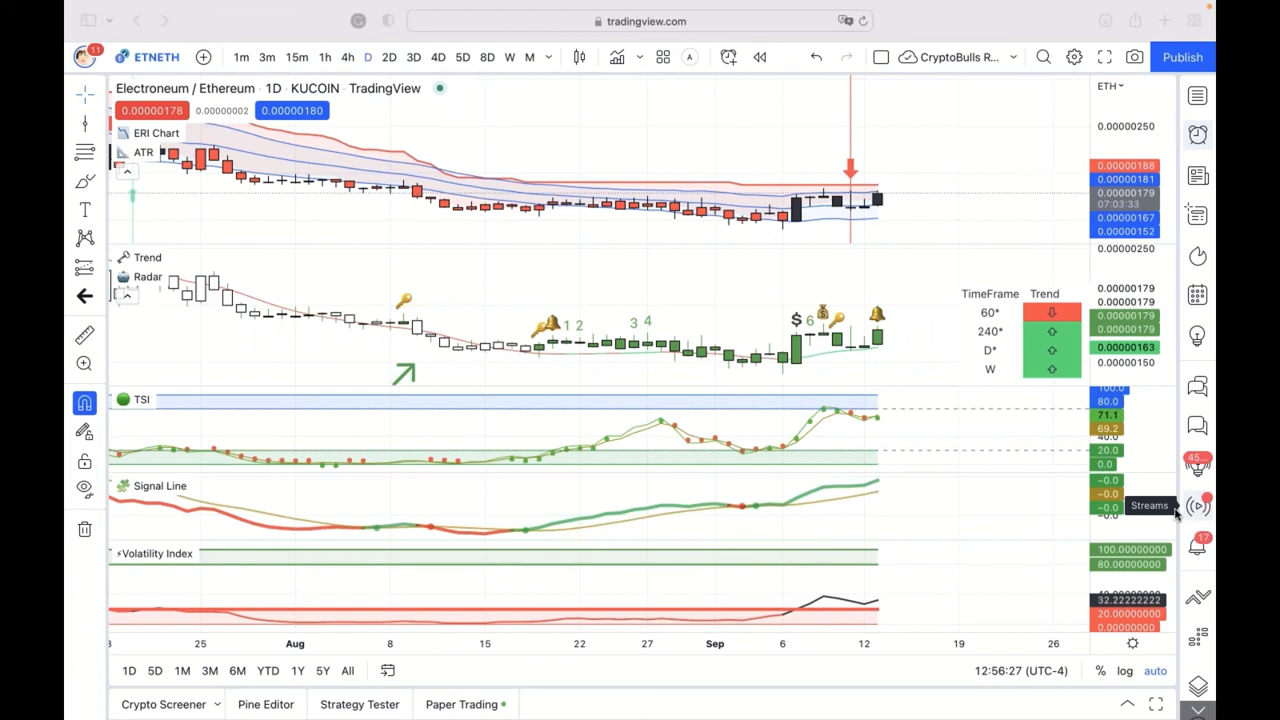 tradingview.com
11
ETNETH
1m 3m 15m 1h 4h D 2D 3D 4D 5D 8D W M
A
CryptoBulls R...
Publish
Electroneum / Ethereum · 1D · KUCOIN · TradingView
ETH
0.00000178 0.00000002 0.00000180
ERI Chart
ATR
0.00000250
0.00000188
0.00000181
0.00000179
07:03:33
0.00000167
0.00000152
Trend
Radar
0.00000250
0.00000179
0.00000179
0.00000179
0.00000179
0.00000163
0.00000150
1 2
3 4
$ 6
TimeFrame Trend
60*
240*
D*
W
TSI
100.0
80.0
71.1
69.2
40.0
20.0
0.0
Signal Line
−0.0
−0.0
−0.0
−0.0
Streams
45...
17
⚡Volatility Index
100.00000000
80.00000000
32.22222222
20.00000000
0.00000000
25 Aug 8 15 22 27 Sep 6 12 19 26
1D 5D 1M 3M 6M YTD 1Y 5Y All
12:56:27 (UTC-4)
% log auto
Crypto Screener Pine Editor Strategy Tester Paper Trading